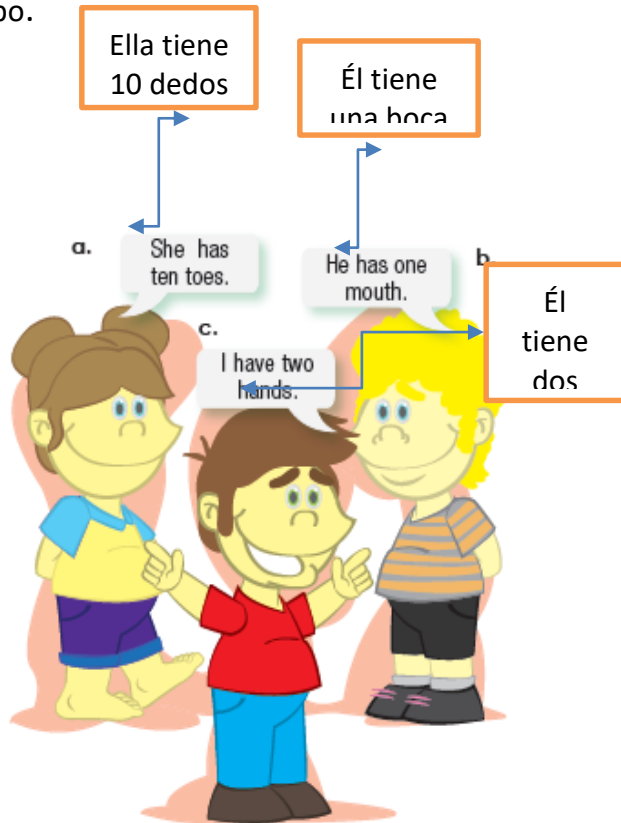 po.
Ella tiene
10 dedos
Él tiene
una boca
a.
She has
ten toes.
He has one
mouth.
b.
Él
tiene
dos
c.
I have two
hands.